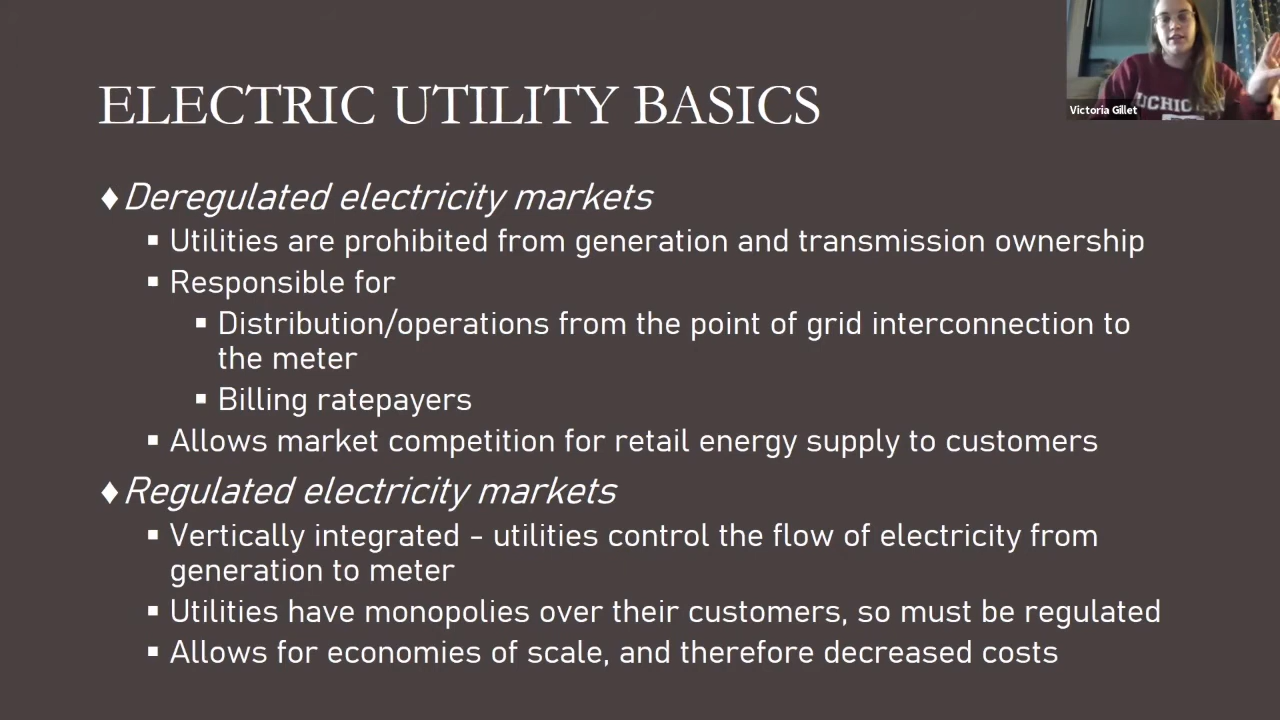 ELECTRIC UTILITY BASICS
Victoria Gillet
♦Deregulated electricity markets
▪ Utilities are prohibited from generation and transmission ownership
▪ Responsible for
▪ Distribution/operations from the point of grid interconnection to
the meter
▪ Billing ratepayers
▪ Allows market competition for retail energy supply to customers
♦Regulated electricity markets
▪ Vertically integrated - utilities control the flow of electricity from
generation to meter
▪ Utilities have monopolies over their customers, so must be regulated
▪ Allows for economies of scale, and therefore decreased costs